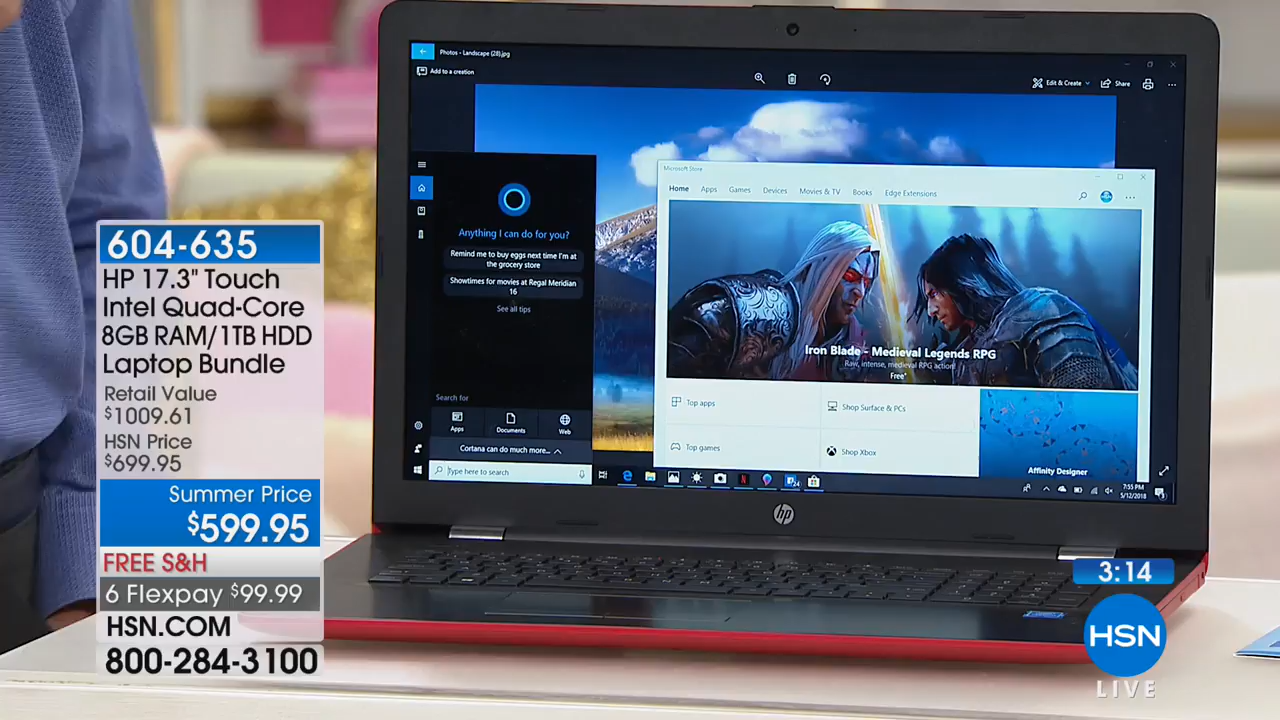 604-635
HP 17.3" Touch
Intel Quad-Core
8GB RAM/1TB HDD
Laptop Bundle
Retail Value
$1009.61
HSN Price
$699.95
Summer Price
$599.95
FREE S&H
6 Flexpay $99.99
HSN.COM
800-284-3100
Photos - Landscape (28).jpg
Add to a creation
Edit & Create
Share
Anything I can do for you?
Remind me to buy eggs next time I'm
at the grocery store
Showtimes for movies at Regal Meridian
16
See all tips
Search for
Apps
Documents
Web
Cortana can do much more...
Type here to search
Microsoft Store
Home Apps Games Devices Movies & TV Books Edge Extensions
Iron Blade - Medieval Legends RPG
Raw, intense, medieval RPG action!
Free*
Top apps
Shop Surface & PCs
Top games
Shop Xbox
Affinity Designer
7:55 PM
5/12/2018
hp
3:14
HSN
LIVE